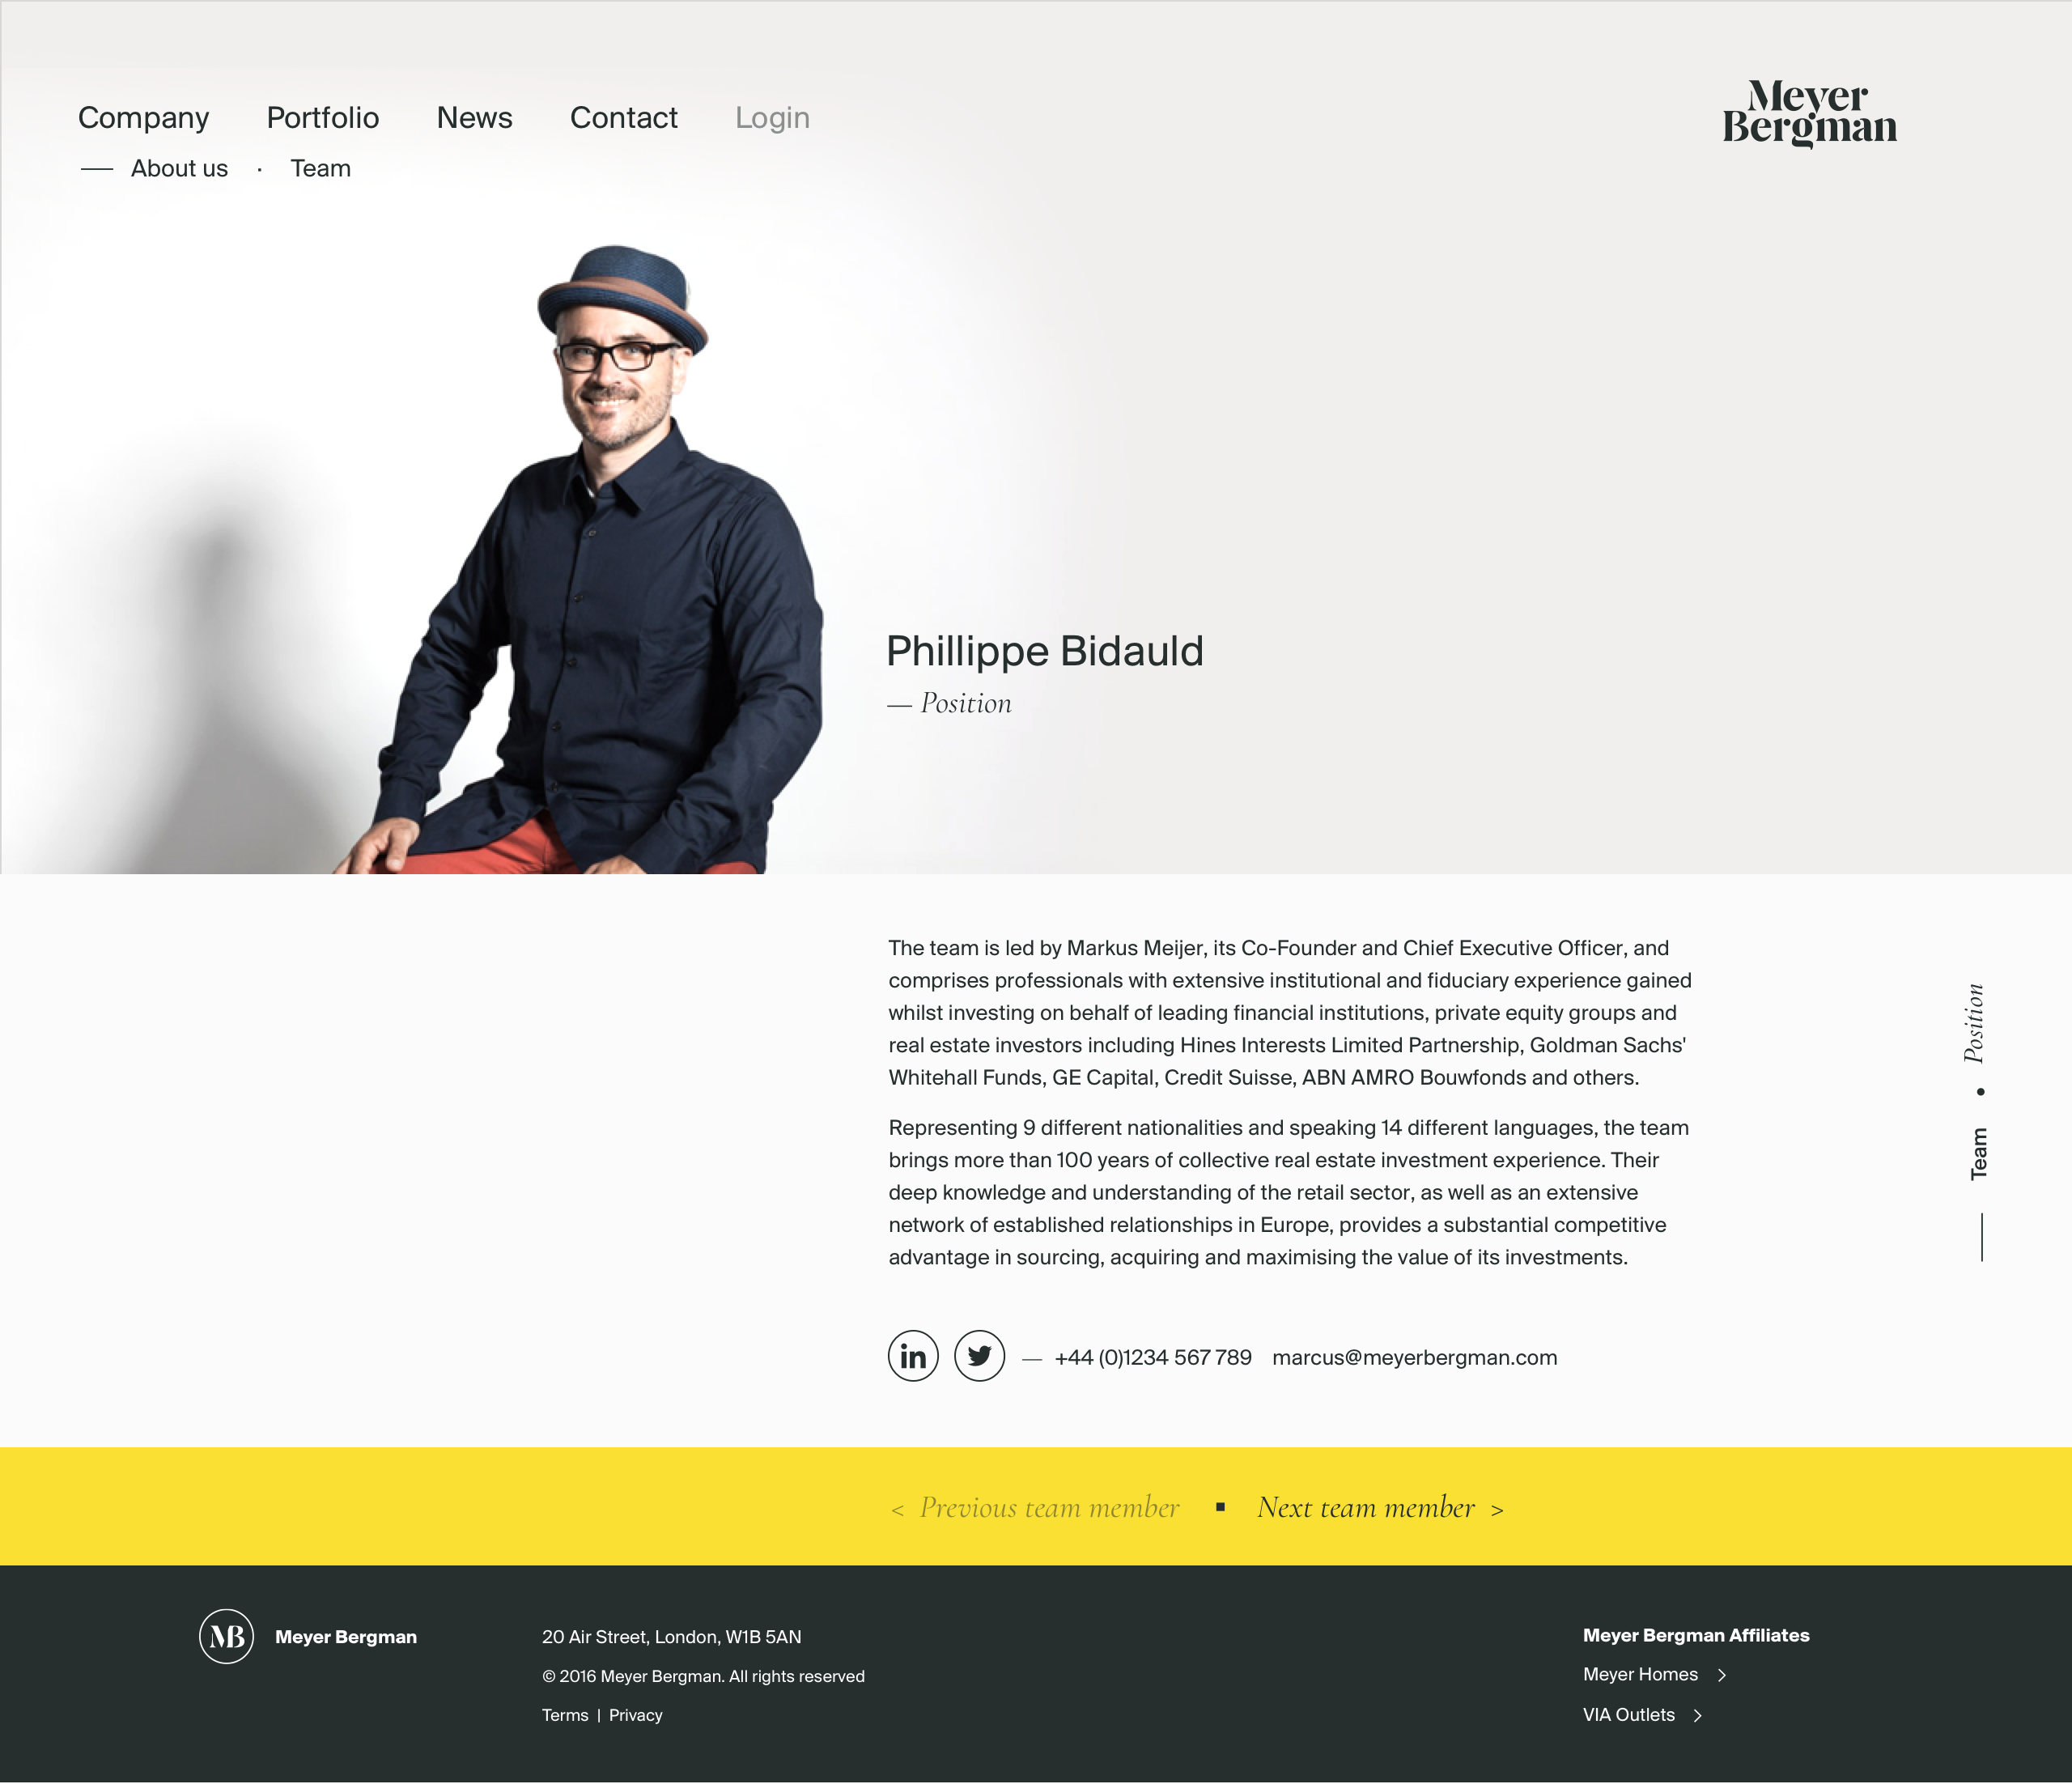 Company Portfolio News Contact Login
— About us · Team
Meyer
Bergman
Phillippe Bidauld
— Position
The team is led by Markus Meijer, its Co-Founder and Chief Executive Officer, and
comprises professionals with extensive institutional and fiduciary experience gained
whilst investing on behalf of leading financial institutions, private equity groups and
real estate investors including Hines Interests Limited Partnership, Goldman Sachs'
Whitehall Funds, GE Capital, Credit Suisse, ABN AMRO Bouwfonds and others.
Representing 9 different nationalities and speaking 14 different languages, the team
brings more than 100 years of collective real estate investment experience. Their
deep knowledge and understanding of the retail sector, as well as an extensive
network of established relationships in Europe, provides a substantial competitive
advantage in sourcing, acquiring and maximising the value of its investments.
— Team • Position
in — +44 (0)1234 567 789 marcus@meyerbergman.com
< Previous team member ▪ Next team member >
MB Meyer Bergman
20 Air Street, London, W1B 5AN
© 2016 Meyer Bergman. All rights reserved
Terms | Privacy
Meyer Bergman Affiliates
Meyer Homes >
VIA Outlets >